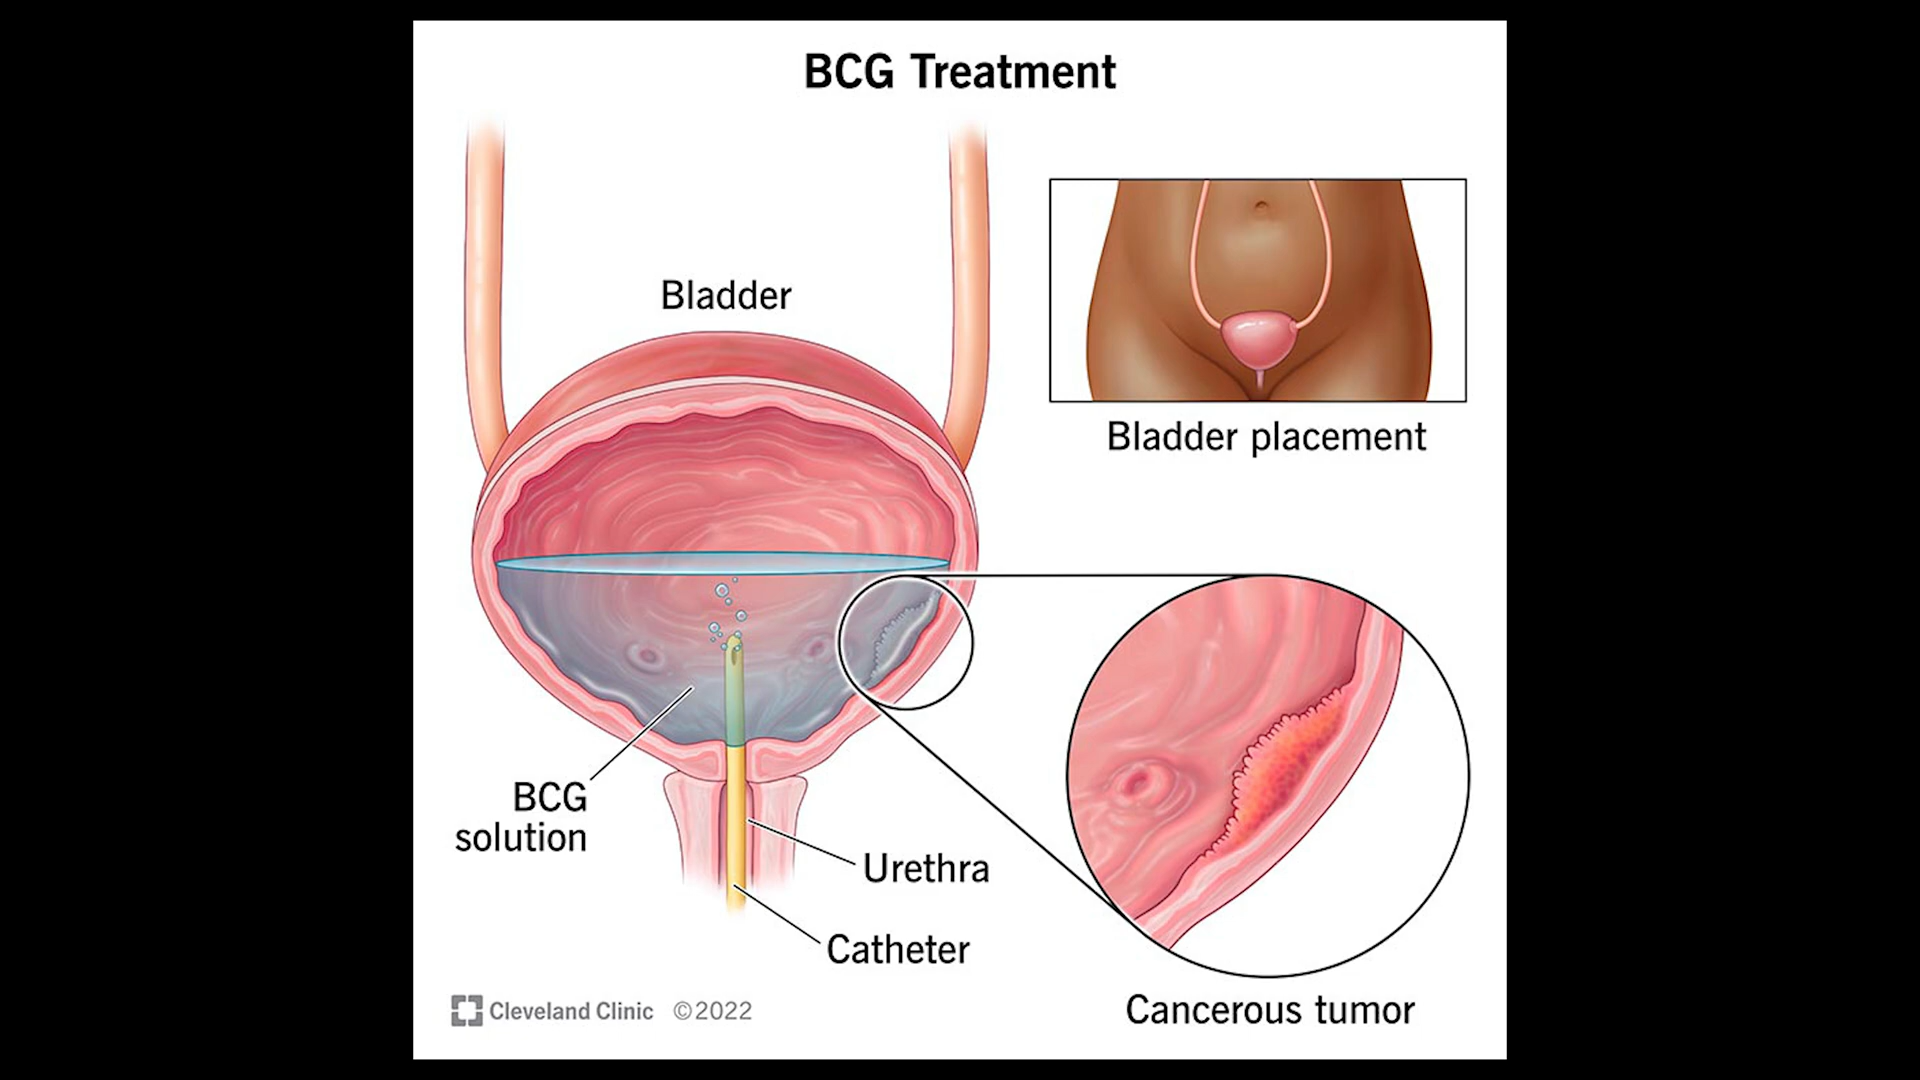 BCG Treatment
Bladder
Bladder placement
BCG
solution
Urethra
Catheter
Cancerous tumor
Cleveland Clinic ©2022